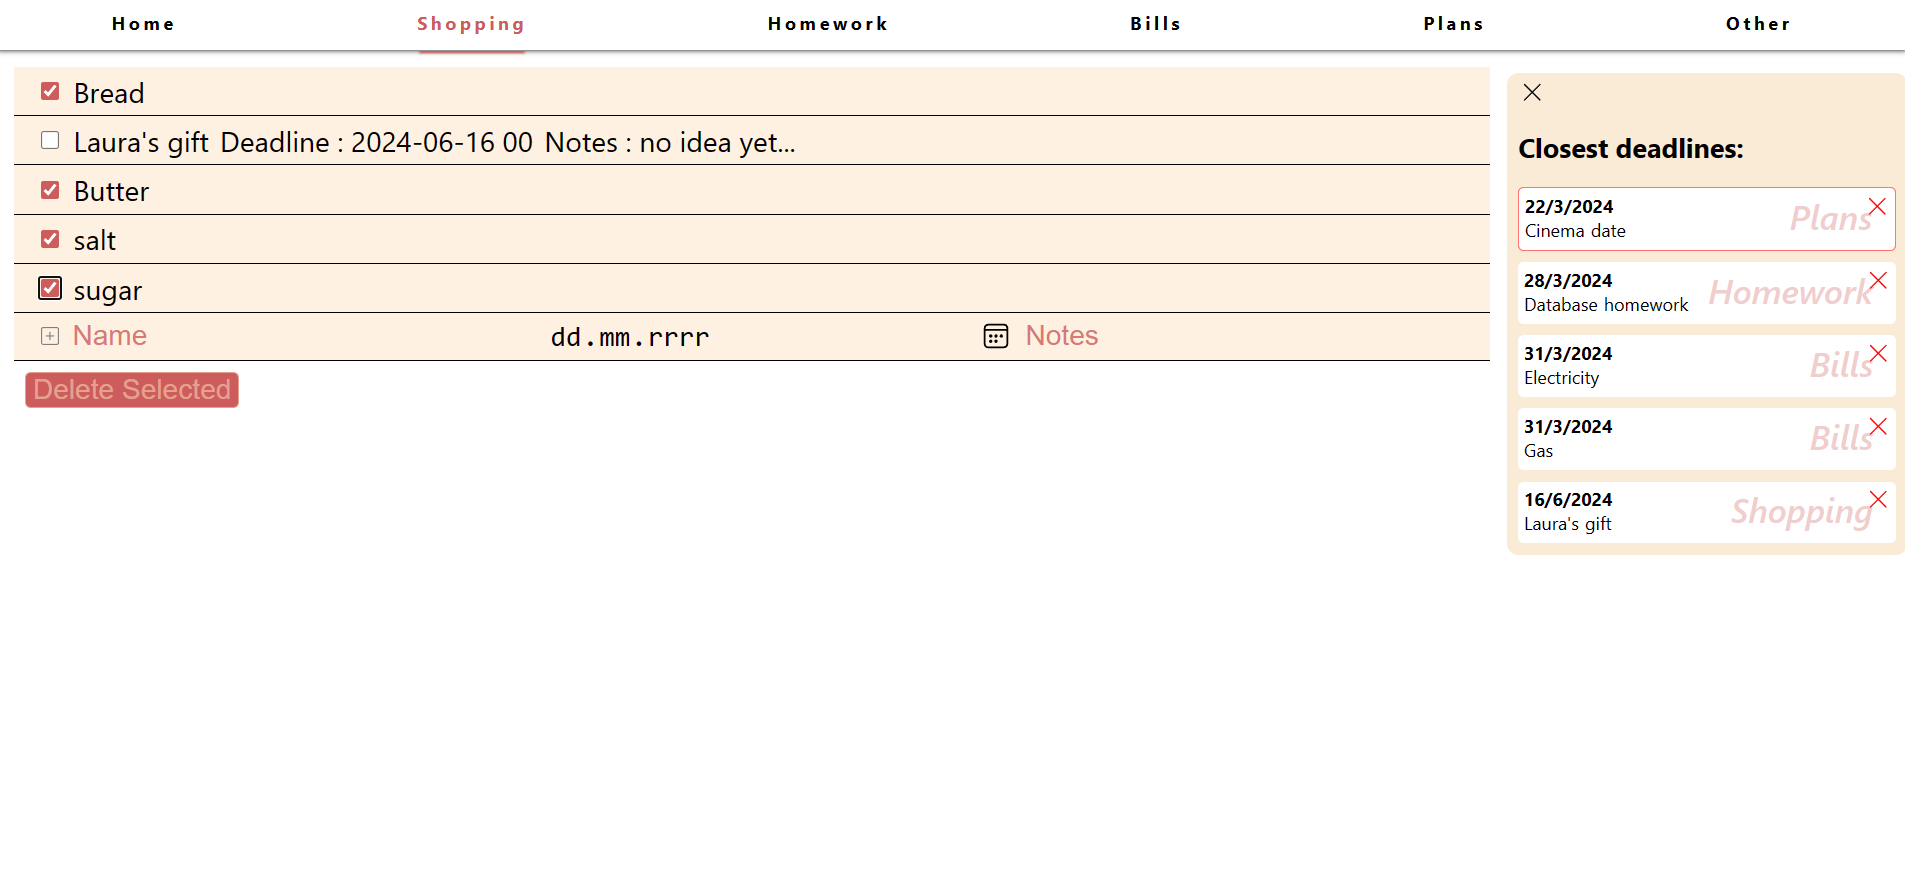 Home Shopping Homework Bills Plans Other
Bread
Laura's gift Deadline : 2024-06-16 00 Notes : no idea yet...
Butter
salt
sugar
Name dd.mm.rrrr Notes
Delete Selected
Closest deadlines:
22/3/2024 Plans
Cinema date
28/3/2024 Homework
Database homework
31/3/2024 Bills
Electricity
31/3/2024 Bills
Gas
16/6/2024 Shopping
Laura's gift